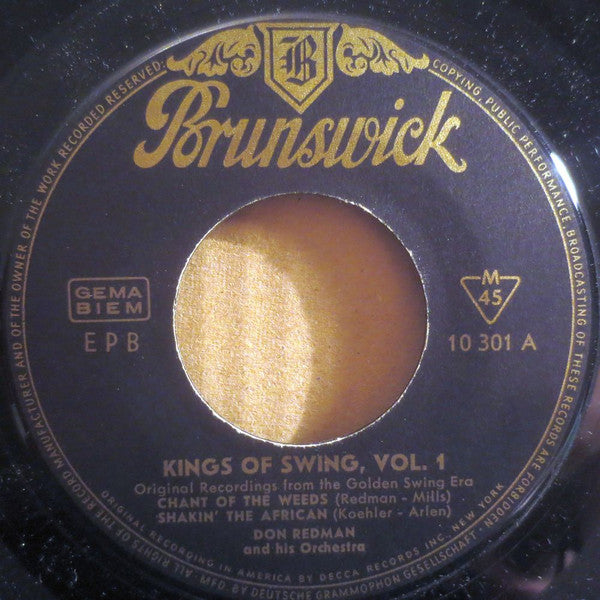 B
Brunswick
GEMA
BIEM
EPB
M
45
10 301 A
KINGS OF SWING, VOL. 1
Original Recordings from the Golden Swing Era
CHANT OF THE WEEDS (Redman - Mills)
SHAKIN' THE AFRICAN (Koehler - Arlen)
DON REDMAN
and his Orchestra
ORIGINAL RECORDING IN AMERICA BY DECCA RECORDS INC. NEW YORK
ALL RIGHTS OF THE RECORD MANUFACTURER AND OF THE OWNER OF THE WORK RECORDED RESERVED. COPYING, PUBLIC PERFORMANCE, BROADCASTING OF THESE RECORDS ARE FORBIDDEN
MFD. BY DEUTSCHE GRAMMOPHON GESELLSCHAFT